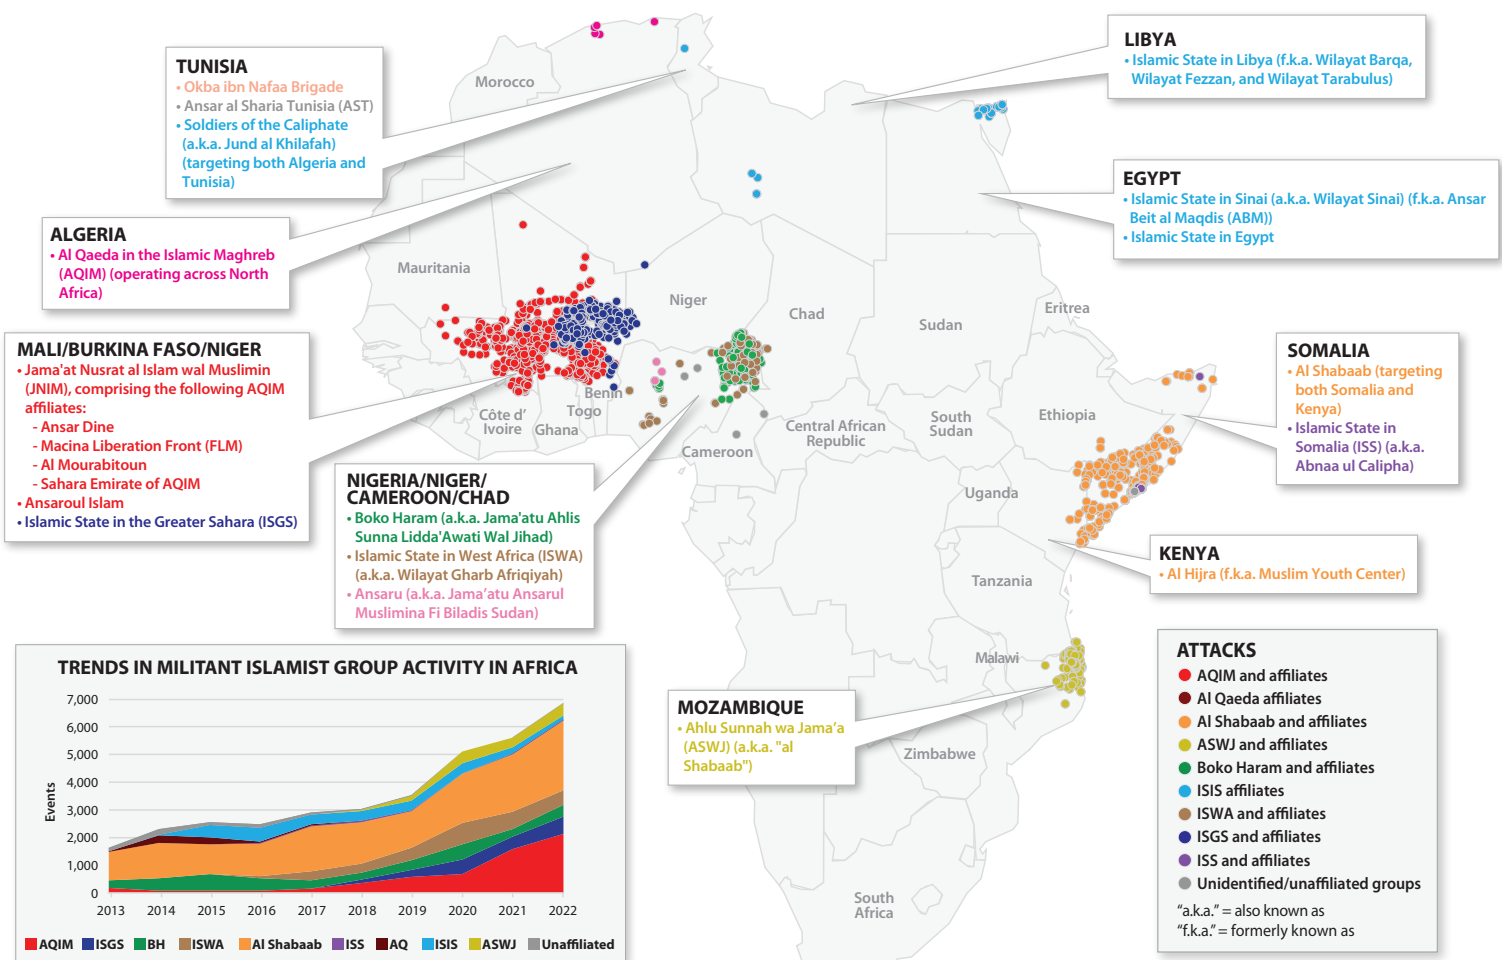 TUNISIA
• Okba ibn Nafaa Brigade
• Ansar al Sharia Tunisia (AST)
• Soldiers of the Caliphate
(a.k.a. Jund al Khilafah)
(targeting both Algeria and
Tunisia)
LIBYA
• Islamic State in Libya (f.k.a. Wilayat Barqa,
Wilayat Fezzan, and Wilayat Tarabulus)
EGYPT
• Islamic State in Sinai (a.k.a. Wilayat Sinai) (f.k.a. Ansar
Beit al Maqdis (ABM))
• Islamic State in Egypt
ALGERIA
• Al Qaeda in the Islamic Maghreb
(AQIM) (operating across North
Africa)
MALI/BURKINA FASO/NIGER
• Jama'at Nusrat al Islam wal Muslimin
(JNIM), comprising the following AQIM
affiliates:
- Ansar Dine
- Macina Liberation Front (FLM)
- Al Mourabitoun
- Sahara Emirate of AQIM
• Ansaroul Islam
• Islamic State in the Greater Sahara (ISGS)
NIGERIA/NIGER/
CAMEROON/CHAD
• Boko Haram (a.k.a. Jama'atu Ahlis
Sunna Lidda'Awati Wal Jihad)
• Islamic State in West Africa (ISWA)
(a.k.a. Wilayat Gharb Afriqiyah)
• Ansaru (a.k.a. Jama'atu Ansarul
Muslimina Fi Biladis Sudan)
SOMALIA
• Al Shabaab (targeting
both Somalia and
Kenya)
• Islamic State in
Somalia (ISS) (a.k.a.
Abnaa ul Calipha)
KENYA
• Al Hijra (f.k.a. Muslim Youth Center)
MOZAMBIQUE
• Ahlu Sunnah wa Jama'a
(ASWJ) (a.k.a. "al
Shabaab")
Morocco
Mauritania
Niger
Chad
Sudan
Eritrea
Benin
Togo
Côte d'
Ivoire
Ghana
Cameroon
Central African
Republic
South
Sudan
Ethiopia
Uganda
Tanzania
Malawi
Zimbabwe
South
Africa
TRENDS IN MILITANT ISLAMIST GROUP ACTIVITY IN AFRICA
Events
7,000
6,000
5,000
4,000
3,000
2,000
1,000
0
2013 2014 2015 2016 2017 2018 2019 2020 2021 2022
AQIM ISGS BH ISWA Al Shabaab ISS AQ ISIS ASWJ Unaffiliated
ATTACKS
AQIM and affiliates
Al Qaeda affiliates
Al Shabaab and affiliates
ASWJ and affiliates
Boko Haram and affiliates
ISIS affiliates
ISWA and affiliates
ISGS and affiliates
ISS and affiliates
Unidentified/unaffiliated groups
"a.k.a." = also known as
"f.k.a." = formerly known as